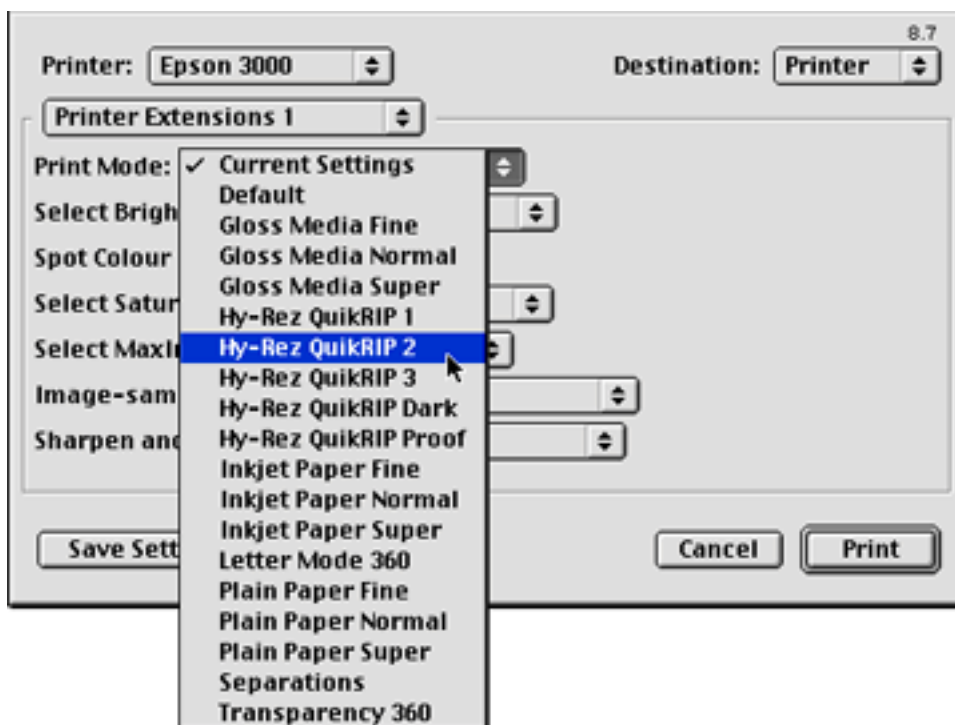 8.7
Printer: Epson 3000 Destination: Printer
Printer Extensions 1
Print Mode: ✓ Current Settings
Default
Select Brigh
Gloss Media Fine
Spot Colour
Gloss Media Normal
Gloss Media Super
Select Satur
Hy-Rez QuikRIP 1
Select Maxi
Hy-Rez QuikRIP 2
Hy-Rez QuikRIP 3
Image-sam
Hy-Rez QuikRIP Dark
Sharpen and
Hy-Rez QuikRIP Proof
Inkjet Paper Fine
Inkjet Paper Normal
Inkjet Paper Super
Save Sett
Cancel
Print
Letter Mode 360
Plain Paper Fine
Plain Paper Normal
Plain Paper Super
Separations
Transparency 360